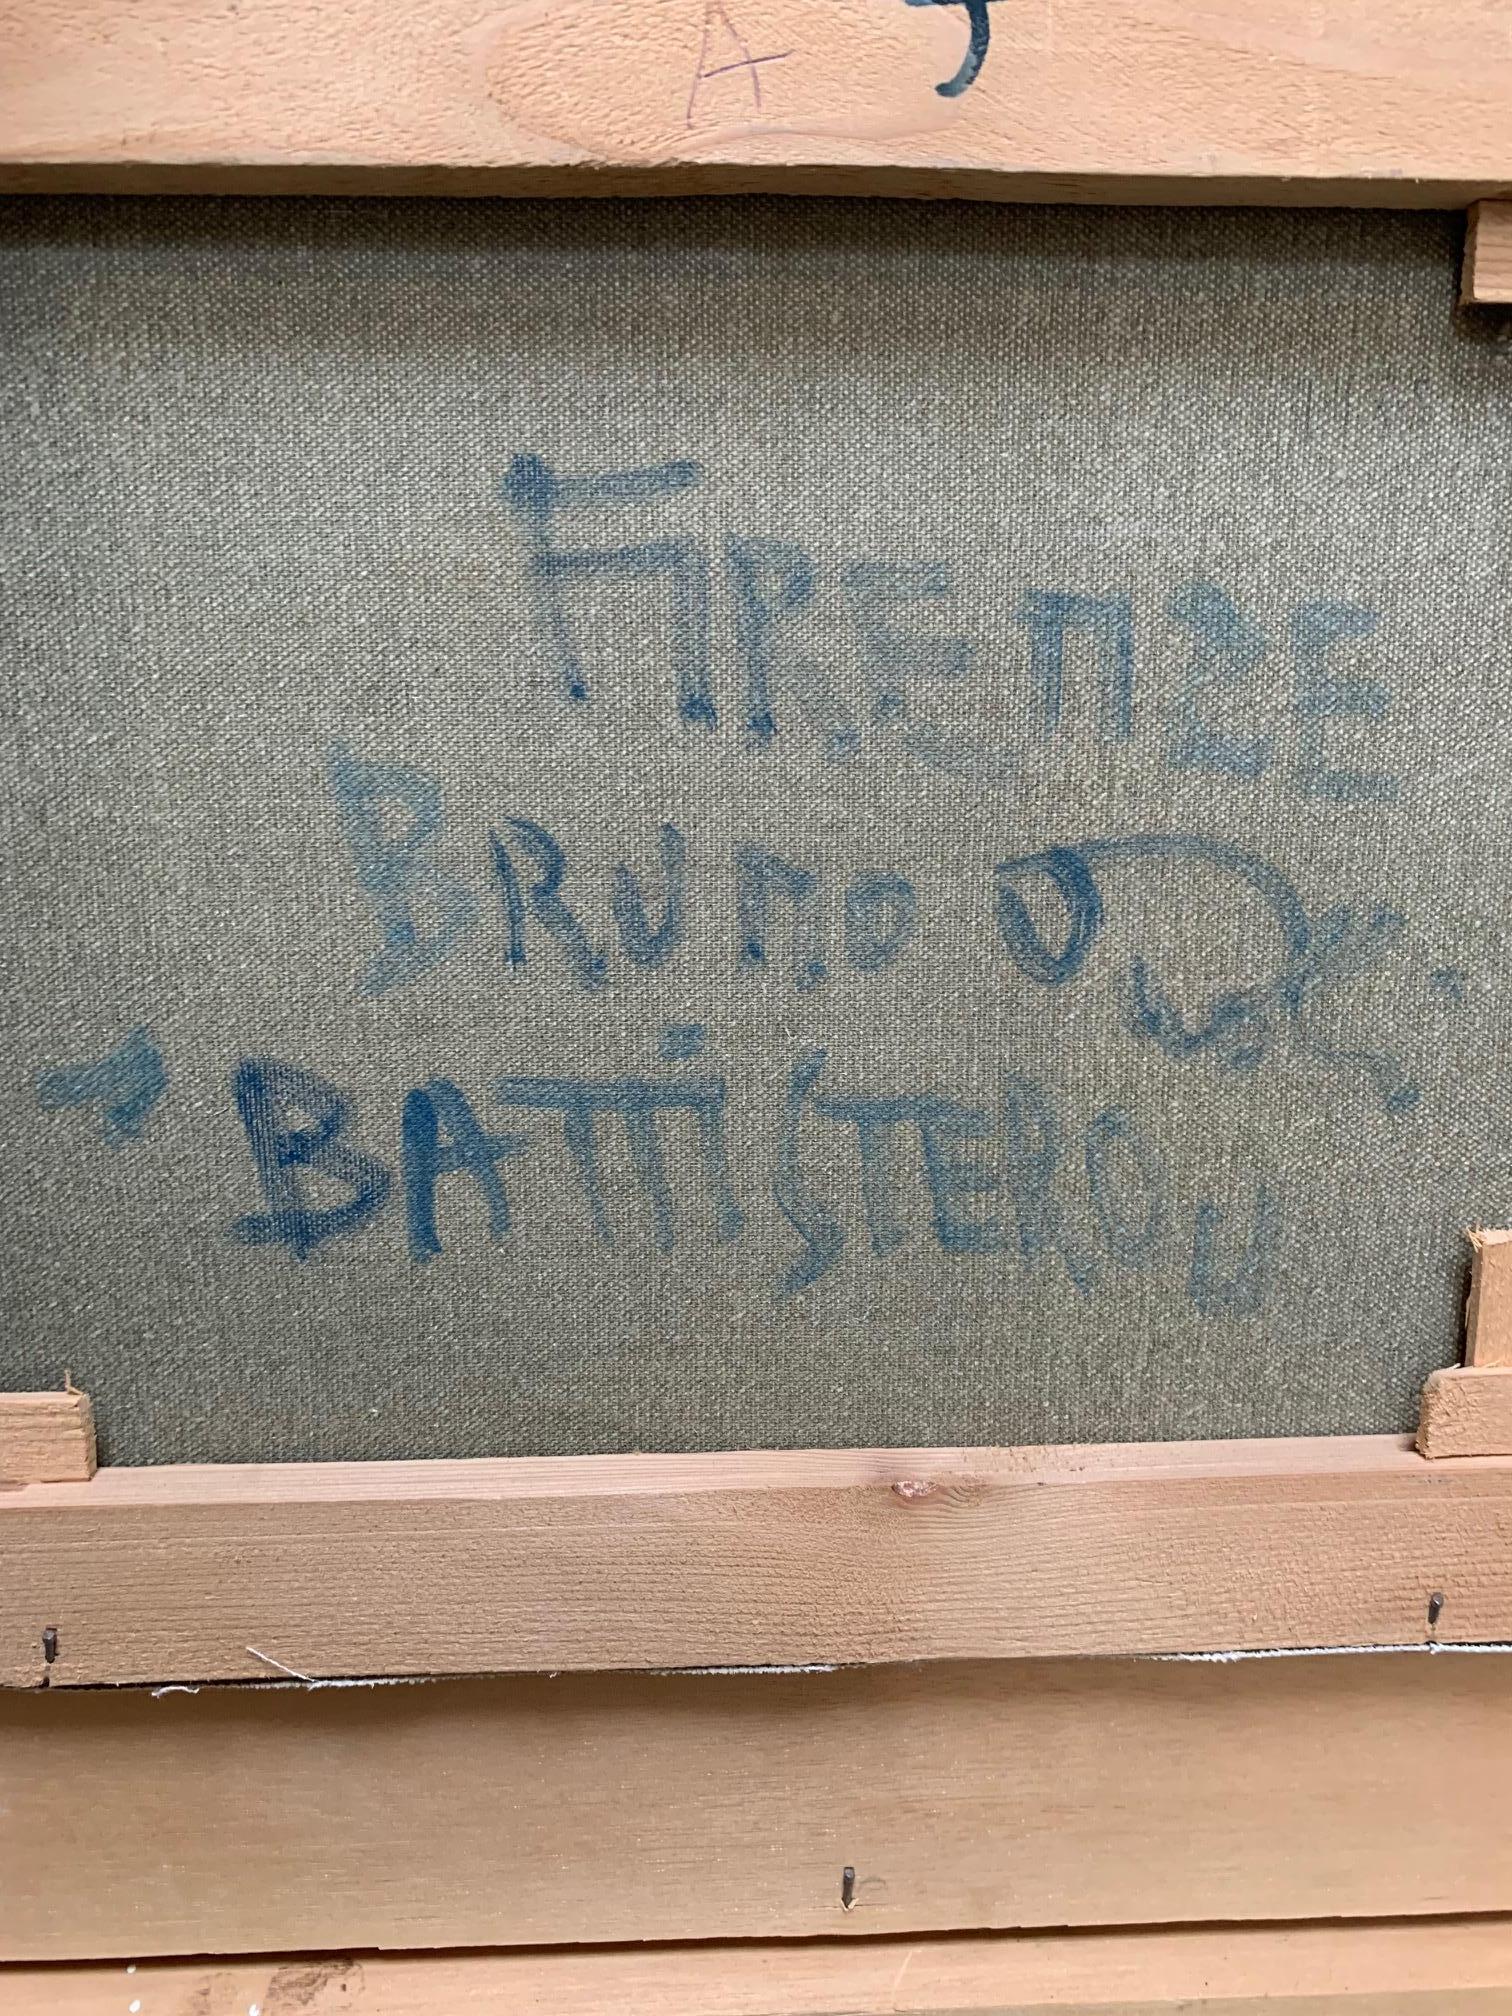 A
FIRENZE
BRUNO
"BATTISTERO"